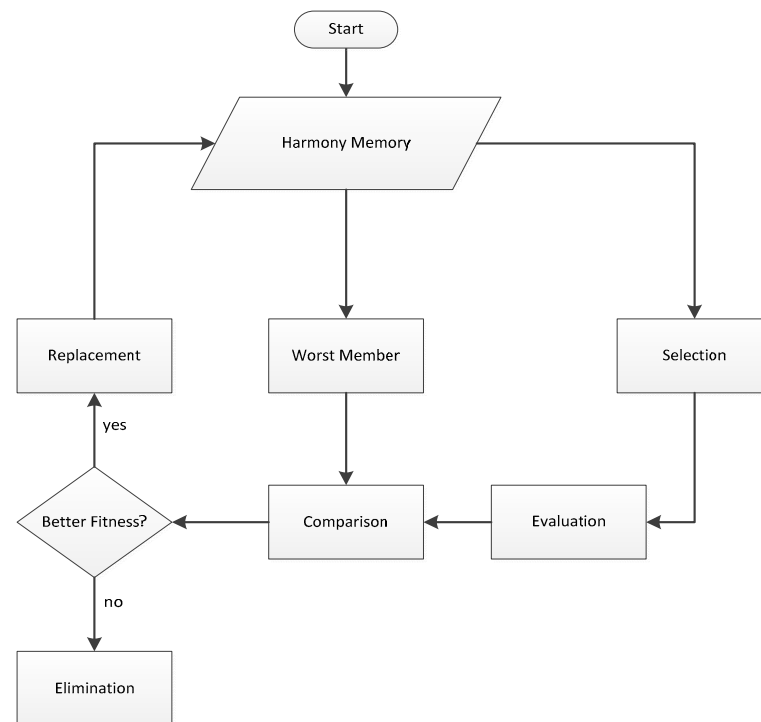 Start
Harmony Memory
Replacement
Worst Member
Selection
yes
Better Fitness?
Comparison
Evaluation
no
Elimination